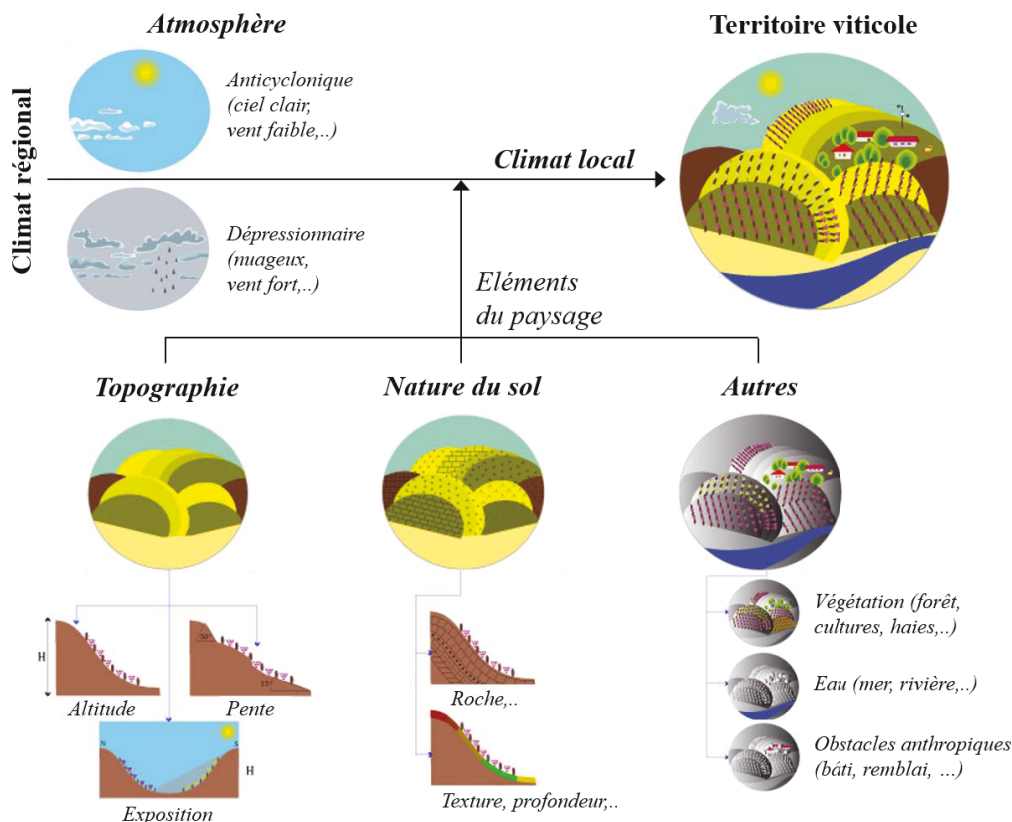 Atmosphère
Territoire viticole
Climat régional
Anticyclonique
(ciel clair,
vent faible,..)
Climat local
Dépressionnaire
(nuageux,
vent fort,..)
Eléments
du paysage
Topographie
Nature du sol
Autres
H
30°
15°
Altitude
Pente
N
S
H
Exposition
Roche,..
Texture, profondeur,..
Végétation (forêt,
cultures, haies,..)
Eau (mer, rivière,..)
Obstacles anthropiques
(bâti, remblai, …)